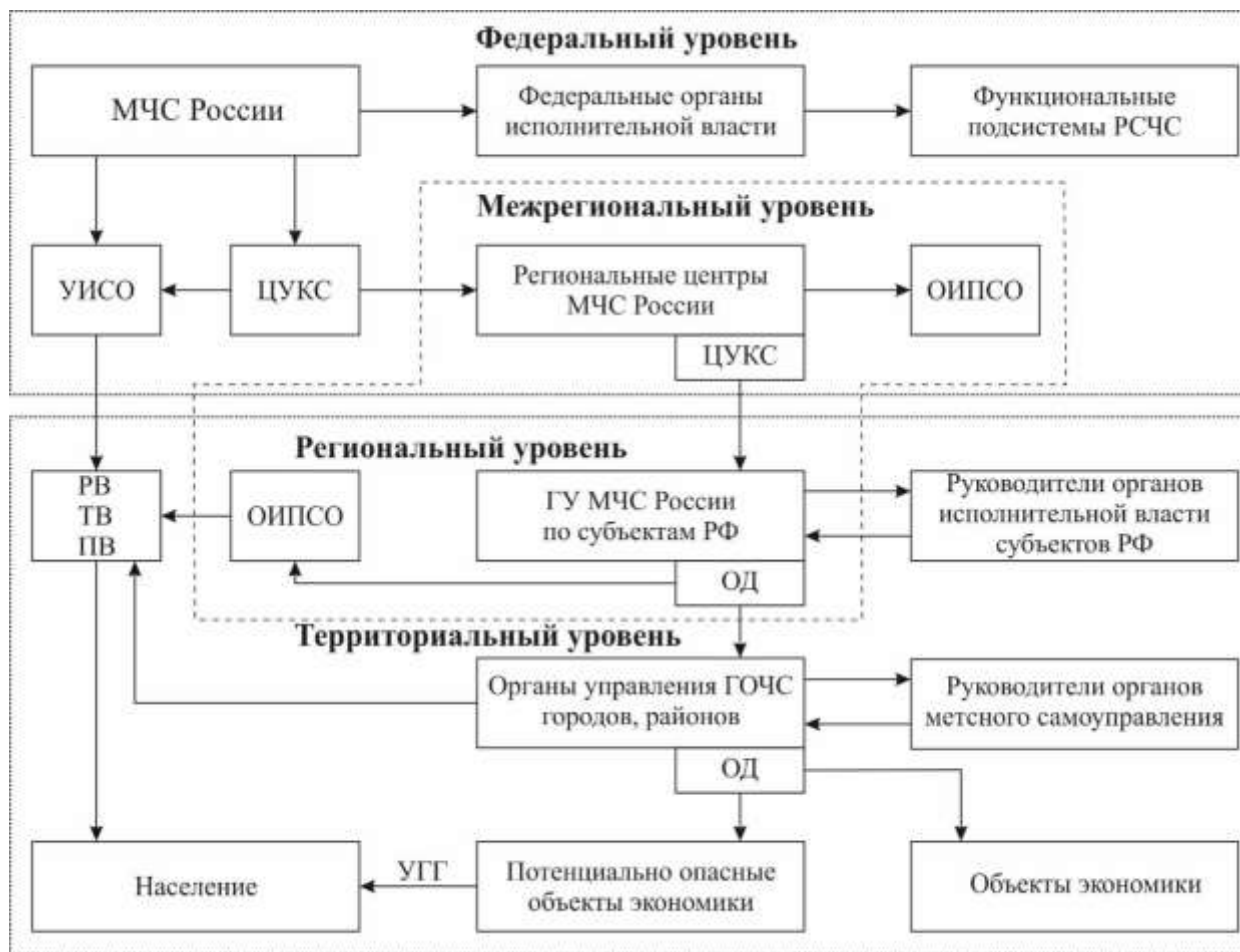 Федеральный уровень
МЧС России
Федеральные органы
исполнительной власти
Функциональные
подсистемы РСЧС
Межрегиональный уровень
УИСО
ЦУКС
Региональные центры
МЧС России
ОИПСО
ЦУКС
Региональный уровень
РВ
ТВ
ПВ
ОИПСО
ГУ МЧС России
по субъектам РФ
Руководители органов
исполнительной власти
субъектов РФ
ОД
Территориальный уровень
Органы управления ГОЧС
городов, районов
Руководители органов
метсного самоуправления
ОД
Население
УГГ
Потенциально опасные
объекты экономики
Объекты экономики